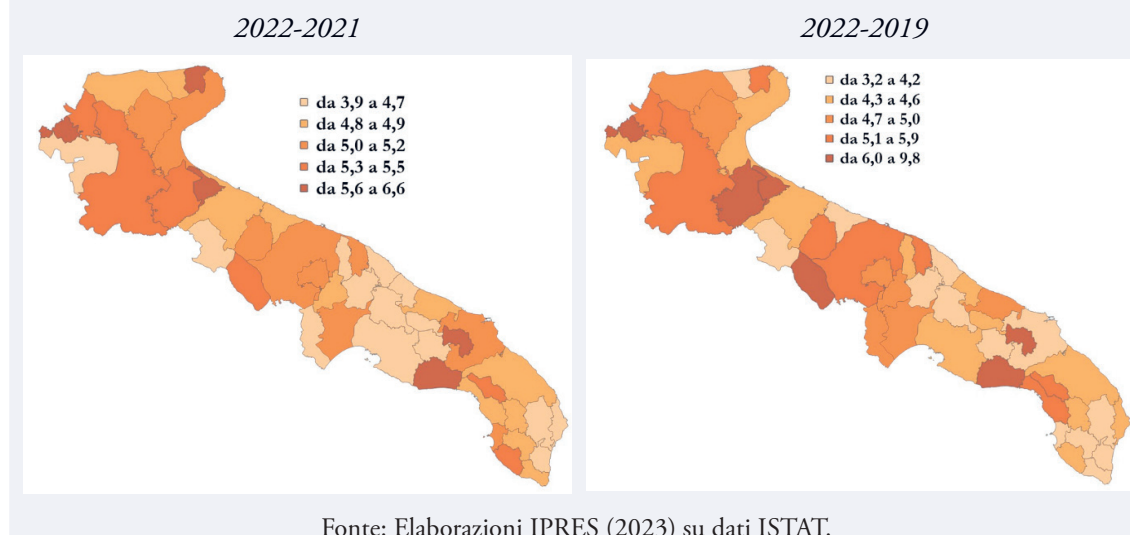 2022-2021
2022-2019
da 3,9 a 4,7
da 4,8 a 4,9
da 5,0 a 5,2
da 5,3 a 5,5
da 5,6 a 6,6
da 3,2 a 4,2
da 4,3 a 4,6
da 4,7 a 5,0
da 5,1 a 5,9
da 6,0 a 9,8
Fonte: Elaborazioni IPRES (2023) su dati ISTAT.